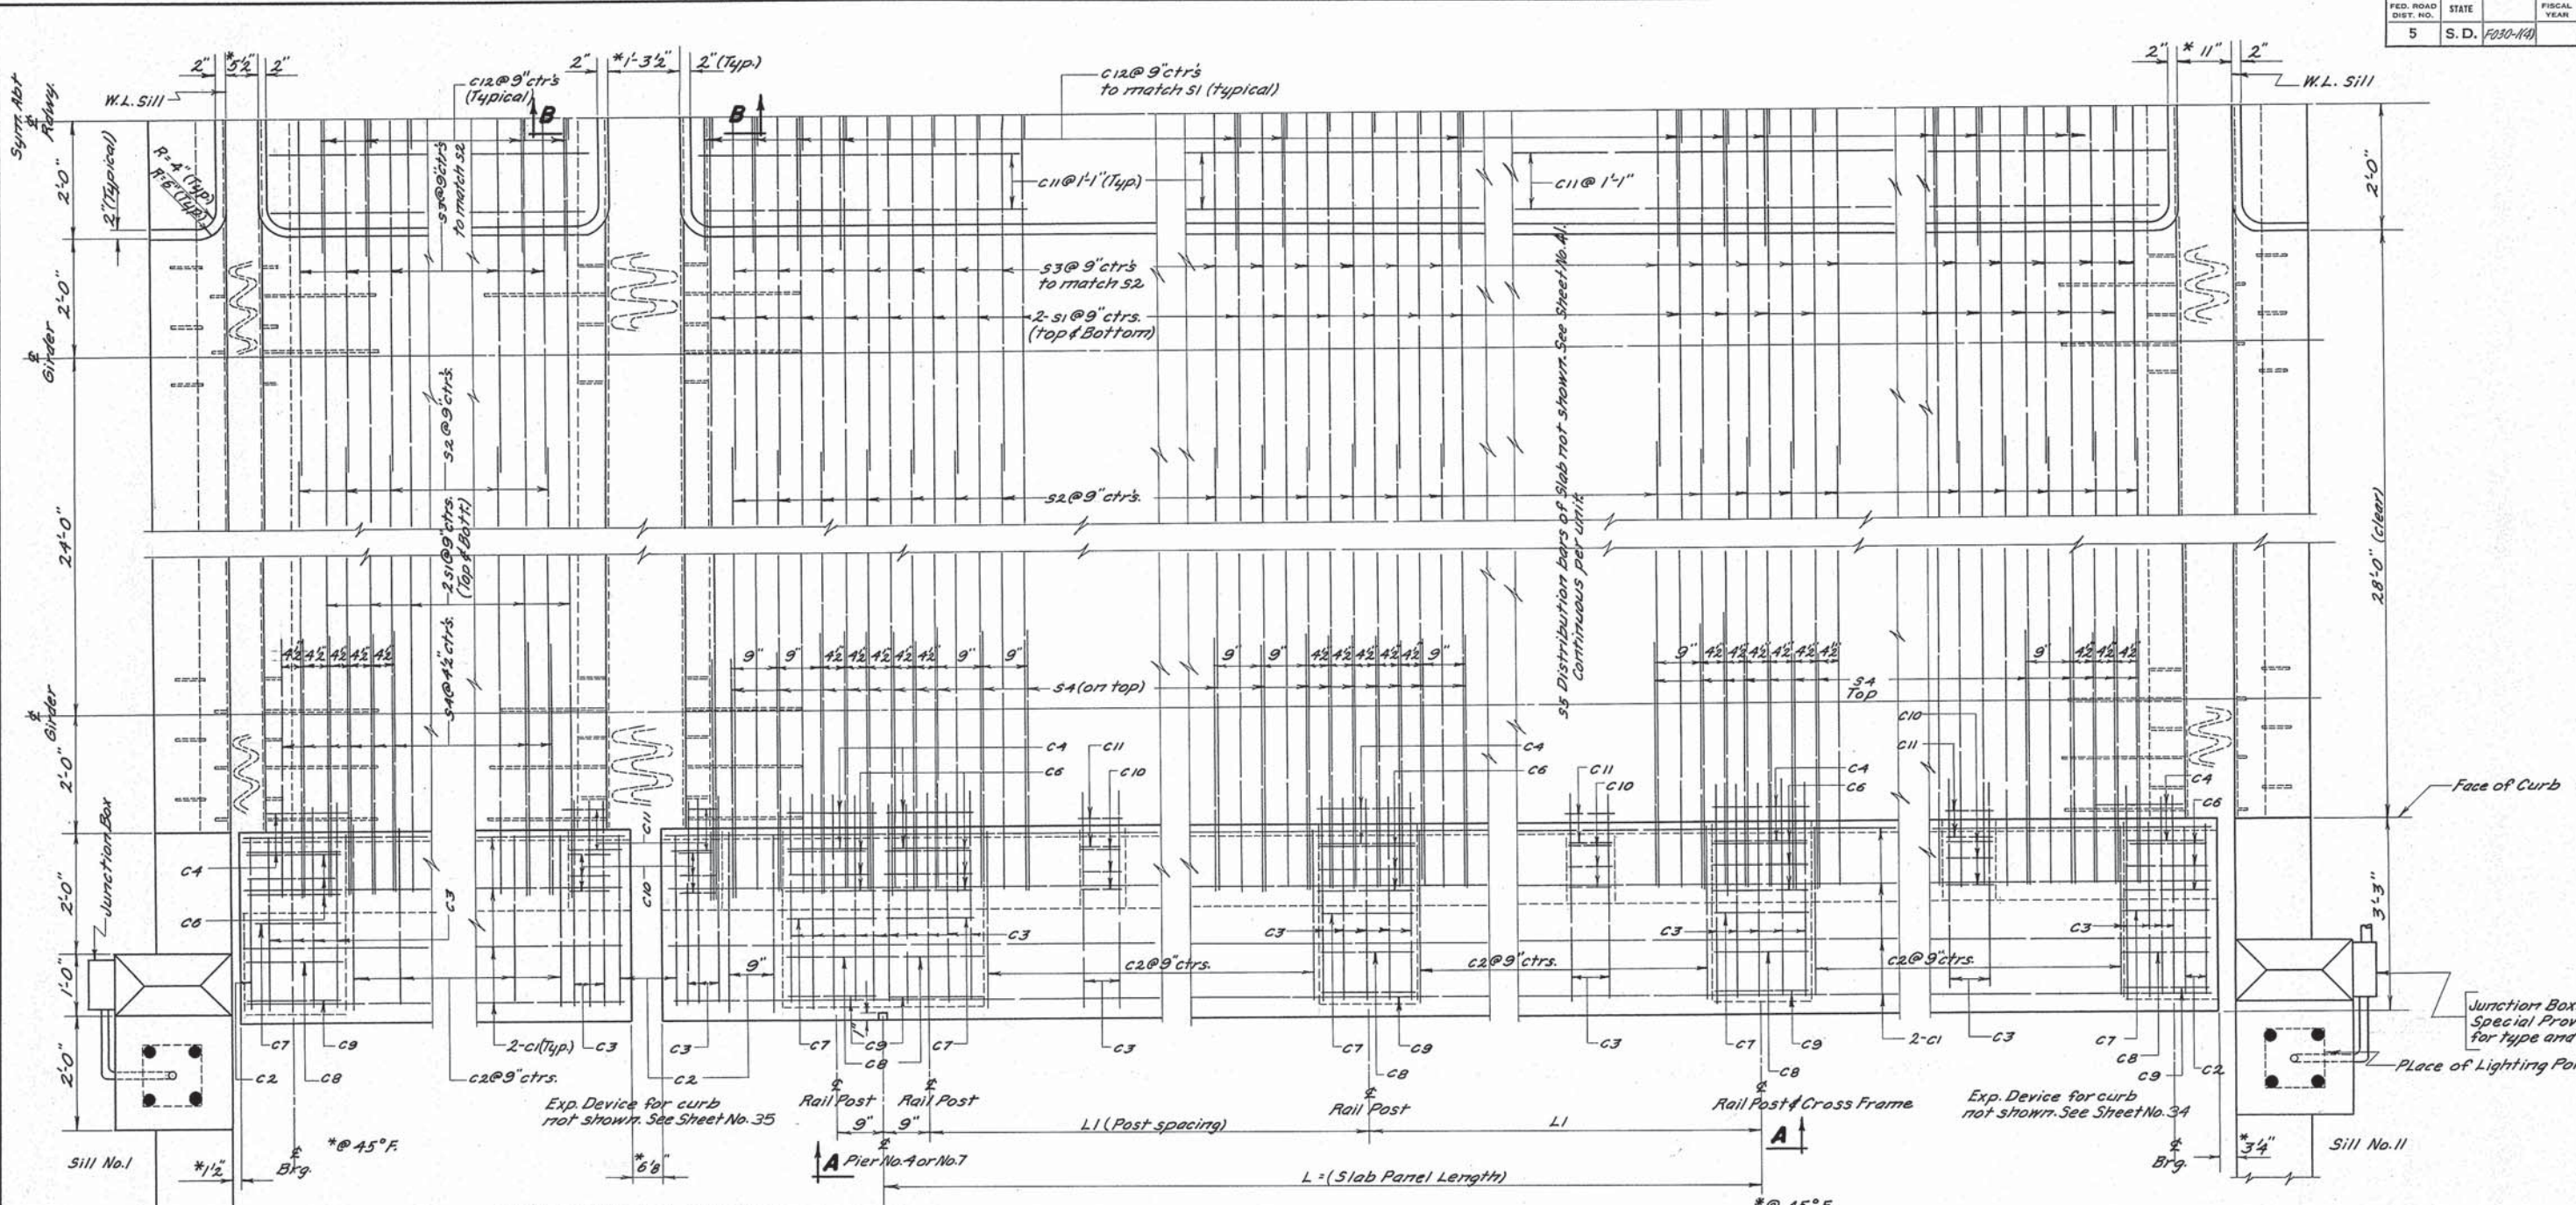 FED. ROAD DIST. NO.
STATE
FISCAL YEAR
5
S. D.
F030-1(4)
2"
*5½"
2"
2"
*1'-3½"
2" (Typ.)
2"
* 11"
2"
W.L. Sill
C12@9"ctr's
(Typical)
B
B
C12@ 9"ctr's
to match S1 (typical)
W.L. Sill
Sym. Abt
℄ Rdwy.
2'-0"
2"(Typical)
R=4" (Typ.)
R=6"(Typ.)
S3@9"ctr's
to match S2
C11@1'-1"(Typ.)
C11@ 1'-1"
2'-0"
2'-0"
S3@ 9"ctr's
to match S2
2-S1@9"ctrs.
(top & Bottom)
℄ Girder
24'-0"
S2@9"ctr's.
2S1@9"ctrs.
(Top & Bott.)
S4@4½"ctr's.
S2@9"ctr's.
S5 Distribution bars of Slab not shown. See Sheet No.41.
Continuous per unit.
28'-0" (clear)
4½" 4½" 4½" 4½" 4½"
9" 9" 4½" 4½" 4½" 4½" 4½" 9" 9"
9" 9" 4½" 4½" 4½" 4½" 4½" 9"
9" 4½" 4½" 4½" 4½" 4½"
9" 4½" 4½" 4½"
S4(on top)
S4
Top
℄ Girder
2'-0"
C4
C11
C6
C10
C4
C6
C11
C10
C4
C6
C10
C11
C4
C6
Face of Curb
Junction Box
2'-0"
C4
C6
C3
C11
C10
C3
C3
C3
C3
3'-3"
1'-0"
9"
C2@9"ctrs.
C2@9"ctrs.
C2@9"ctrs.
C3
2'-0"
C7
C9
C2
C8
2-C1(Typ.)
C3
C2@9"ctrs.
C3
C2
C7
1"
C9
C8
C7
C3
C7
C9
C8
C3
C7
C9
C8
2-C1
C3
C7
C8
C9
C2
Junction Box
for type and
Place of Lighting
Exp. Device for curb
not shown. See Sheet No. 35
℄
Rail Post
℄
Rail Post
℄
Rail Post
℄
Rail Post & Cross Frame
Exp. Device for curb
not shown. See Sheet No. 34
9"
9"
L1 (Post spacing)
L1
*@ 45°F.
Sill No.1
*1½"
℄
Brg.
*6⅛"
A
℄
Pier No.4 or No.7
A
L =(Slab Panel Length)
℄
Brg.
*3¼"
Sill No.11
*@ 45°F.